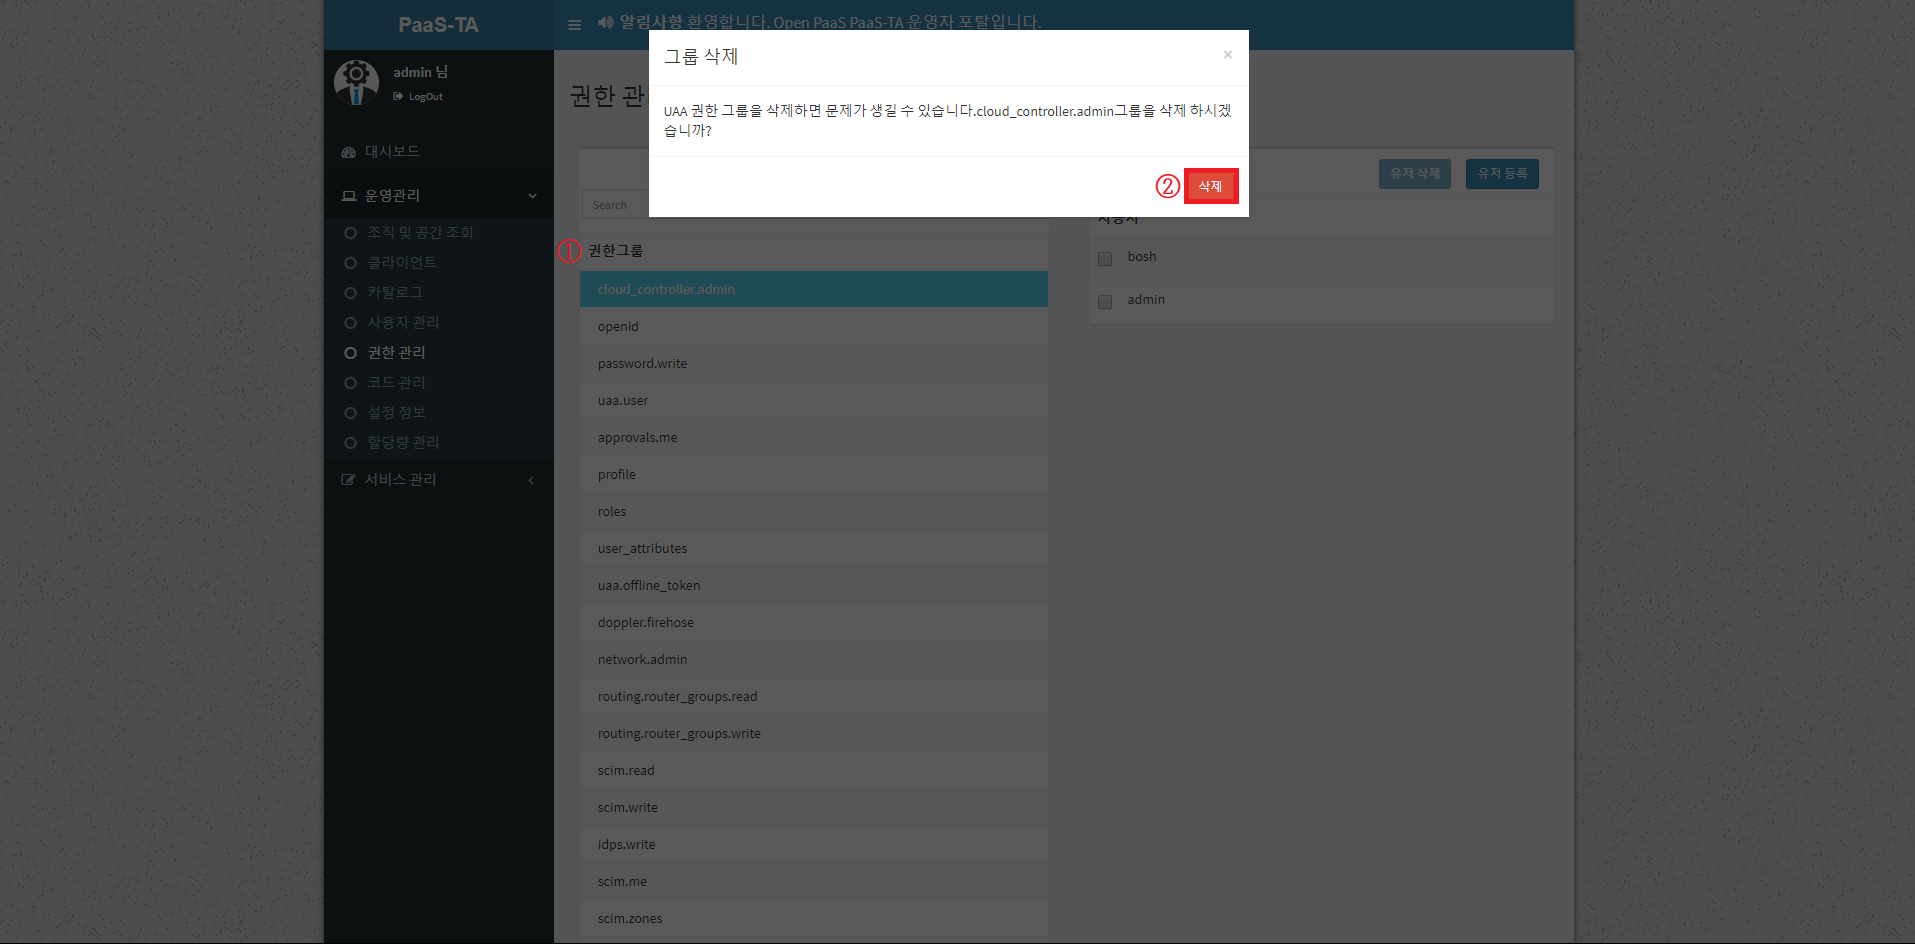 PaaS-TA
알림사항 환영합니다. Open PaaS PaaS-TA 운영자 포탈입니다.
admin 님
LogOut
대시보드
운영관리
조직 및 공간 조회
클라이언트
카탈로그
사용자 관리
권한 관리
코드 관리
설정 정보
할당량 관리
서비스 관리
권한
그룹 삭제
×
UAA 권한 그룹을 삭제하면 문제가 생길 수 있습니다.cloud_controller.admin그룹을 삭제 하시겠
습니까?
② 삭제
유저 삭제 유저 등록
Search
① 권한그룹
cloud_controller.admin
openid
password.write
uaa.user
approvals.me
profile
roles
user_attributes
uaa.offline_token
doppler.firehose
network.admin
routing.router_groups.read
routing.router_groups.write
scim.read
scim.write
idps.write
scim.me
scim.zones
사용자
bosh
admin